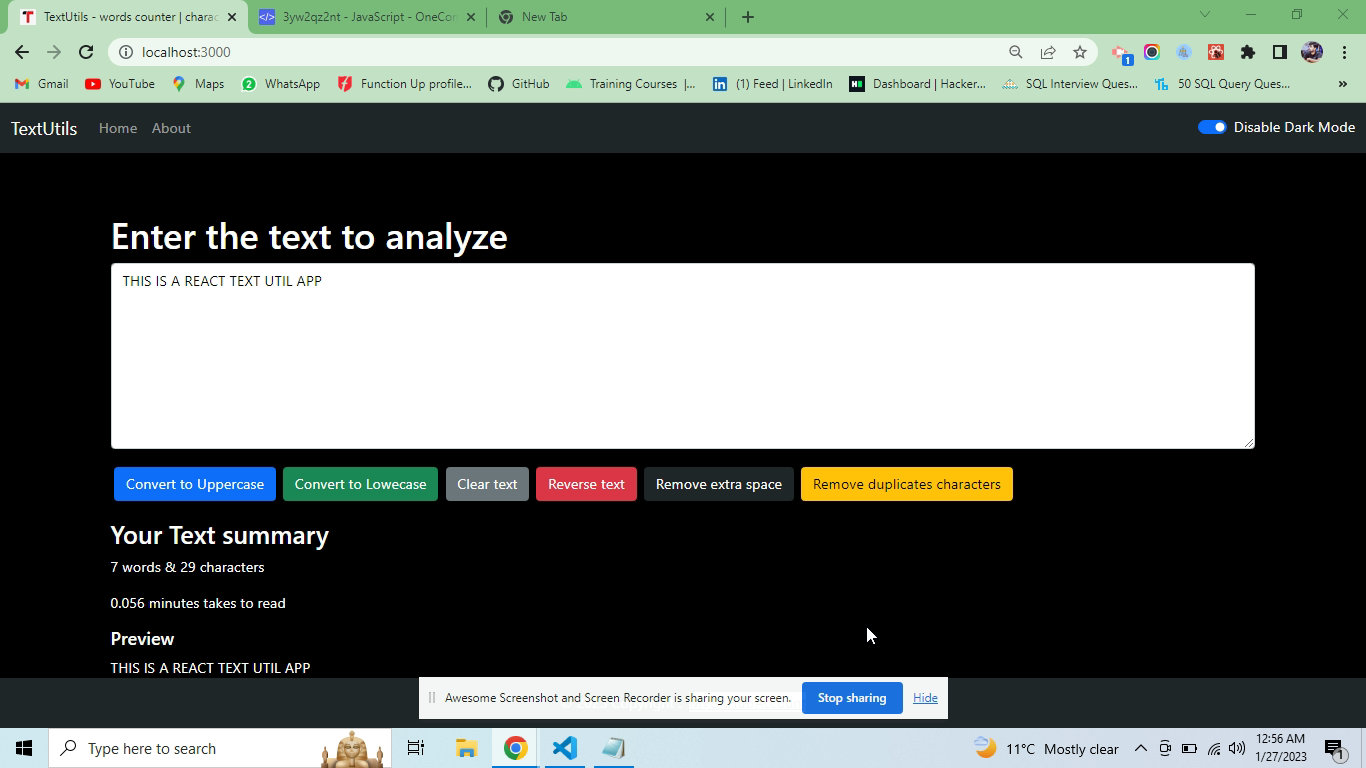 TextUtils - words counter | charac
3yw2qz2nt - JavaScript - OneCor
New Tab
localhost:3000
1
Gmail YouTube Maps 2 WhatsApp Function Up profile... GitHub Training Courses |... in (1) Feed | LinkedIn Dashboard | Hacker... SQL Interview Ques... 50 SQL Query Ques... »
TextUtils Home About Disable Dark Mode
Enter the text to analyze
THIS IS A REACT TEXT UTIL APP
Convert to Uppercase Convert to Lowecase Clear text Reverse text Remove extra space Remove duplicates characters
Your Text summary
7 words & 29 characters
0.056 minutes takes to read
Preview
THIS IS A REACT TEXT UTIL APP
Awesome Screenshot and Screen Recorder is sharing your screen. Stop sharing Hide
Type here to search 11°C Mostly clear 12:56 AM
1/27/2023 1